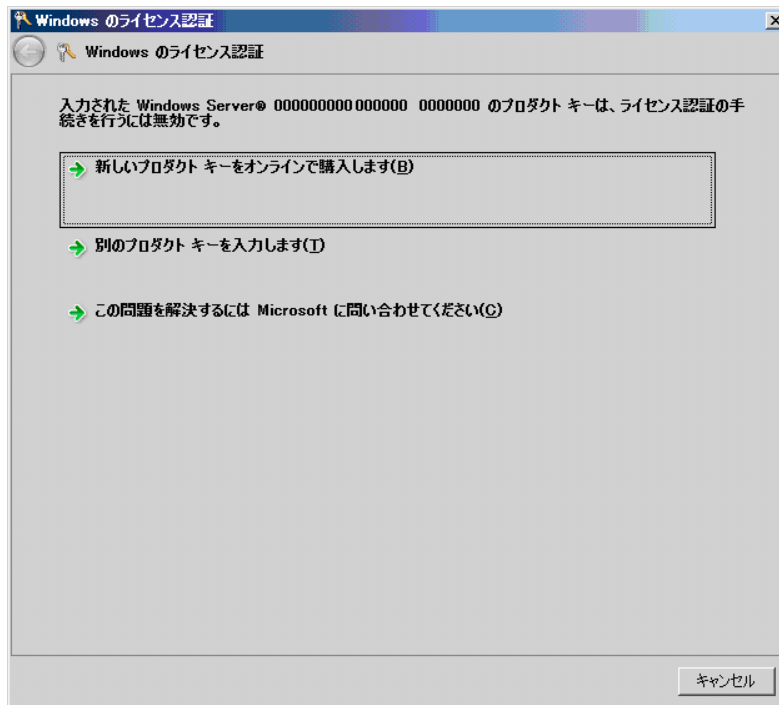 Windows のライセンス認証
Windows のライセンス認証
入力された Windows Server® 000000000 000000 0000000 のプロダクト キーは、ライセンス認証の手
続きを行うには無効です。
新しいプロダクト キーをオンラインで購入します(B)
別のプロダクト キーを入力します(T)
この問題を解決するには Microsoft に問い合わせてください(C)
キャンセル